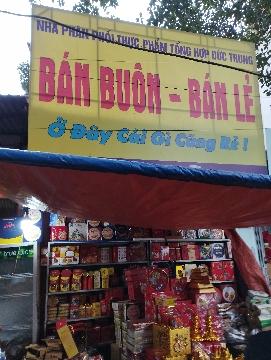 NHÀ PHÂN PHỐI THỰC PHẨM TỔNG HỢP ĐỨC TRUNG
BÁN BUÔN - BÁN LẺ
Ở Đây Cái Gì Cũng Rẻ !